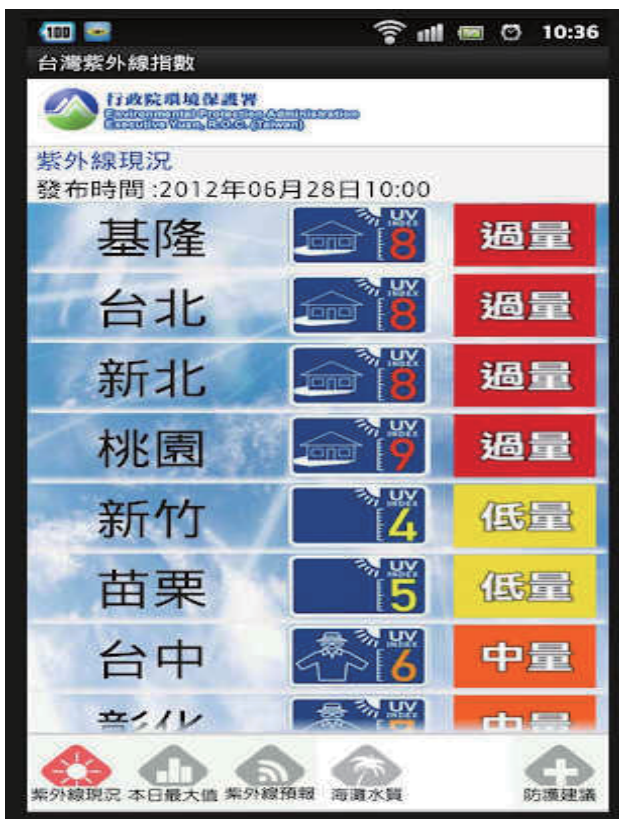 100 10:36
台灣紫外線指數
行政院環境保護署
Environmental Protection Administration
Executive Yuan, R.O.C. (Taiwan)
紫外線現況
發布時間 :2012年06月28日10:00
基隆 UV INDEX 8 過量
台北 UV INDEX 8 過量
新北 UV INDEX 8 過量
桃園 UV INDEX 9 過量
新竹 UV INDEX 4 低量
苗栗 UV INDEX 5 低量
台中 UV INDEX 6 中量
彰化 UV 中量
紫外線現況 本日最大值 紫外線預報 海灘水質 防護建議